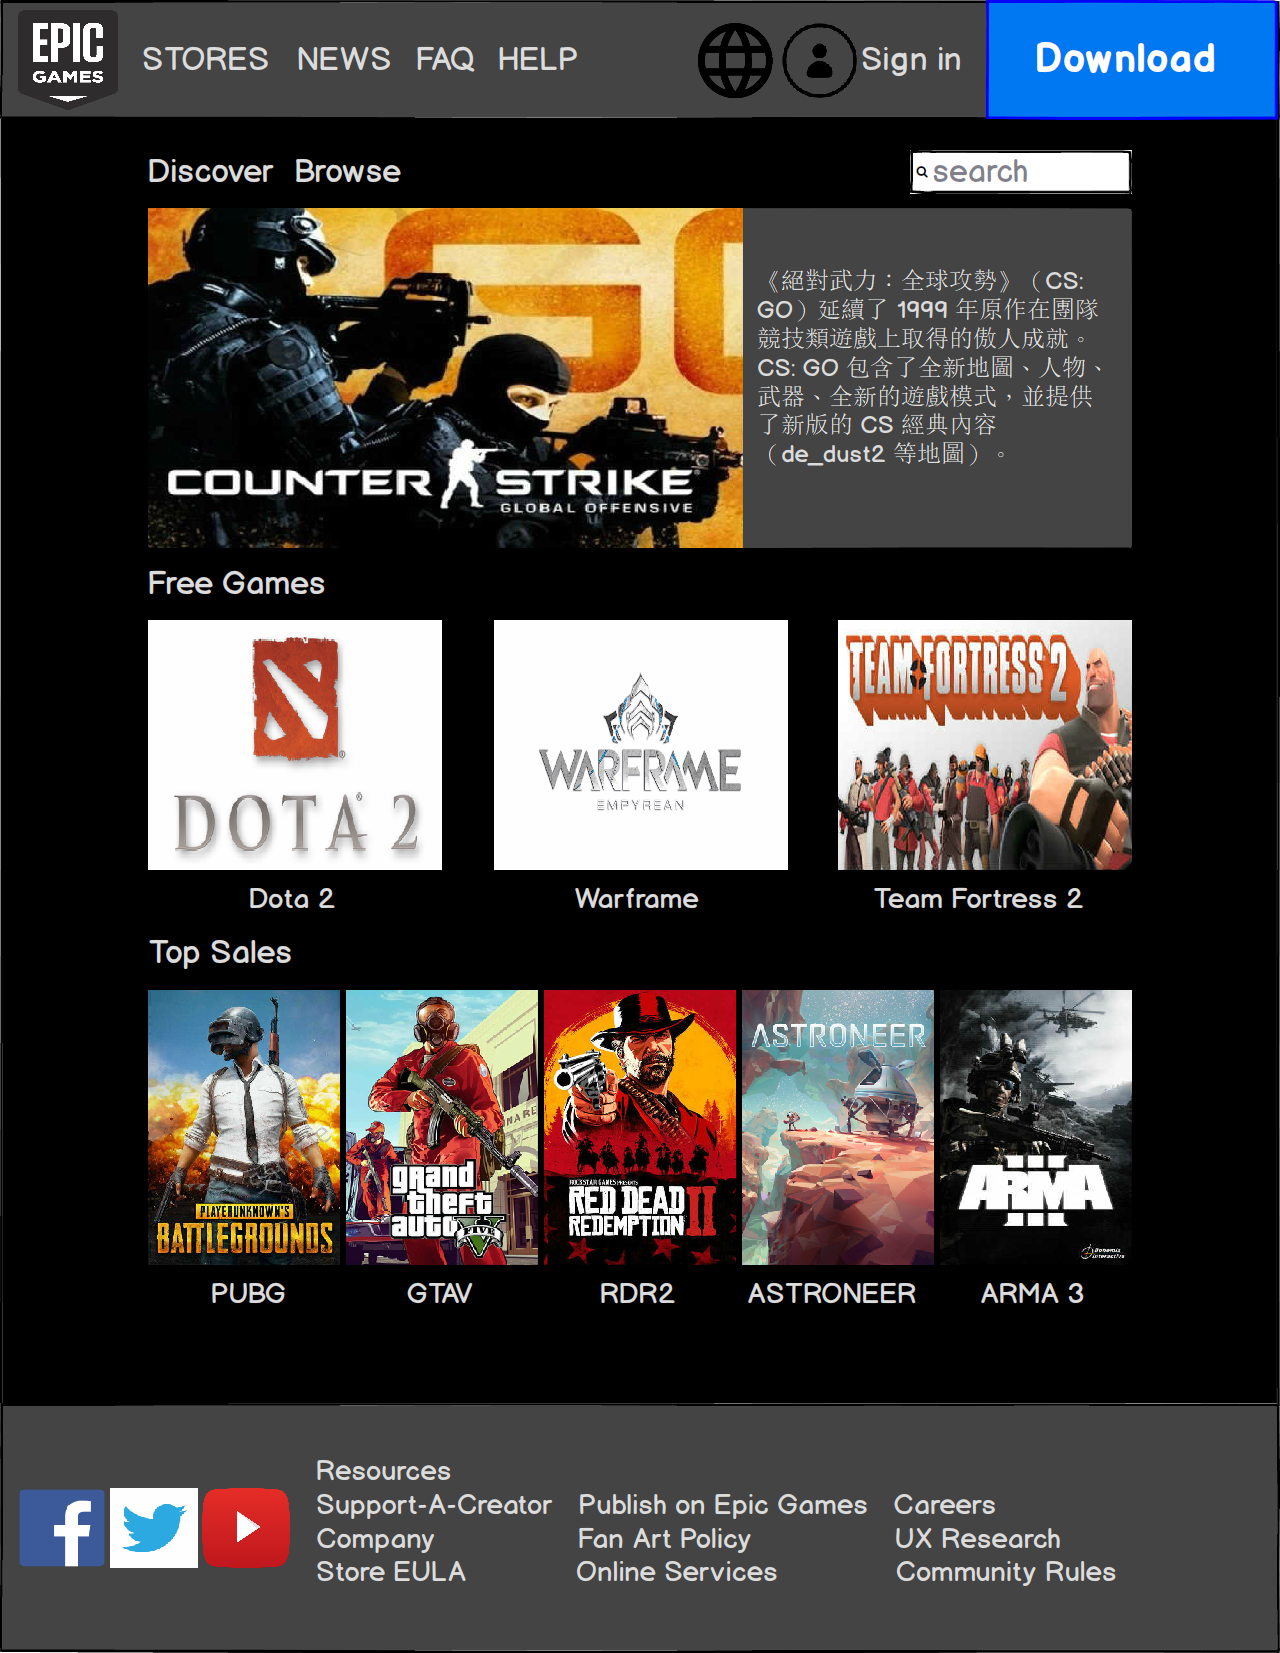 EPIC
GAMES
STORES NEWS FAQ HELP
Sign in
Download
Discover Browse
search
COUNTER STRIKE
GLOBAL OFFENSIVE
《絕對武力：全球攻勢》（CS:
GO）延續了 1999 年原作在團隊
競技類遊戲上取得的傲人成就。
CS: GO 包含了全新地圖、人物、
武器、全新的遊戲模式，並提供
了新版的 CS 經典內容
（de_dust2 等地圖）。
Free Games
DOTA 2
WARFRAME
EMPYREAN
TEAM FORTRESS 2
Dota 2
Warframe
Team Fortress 2
Top Sales
PLAYERUNKNOWN'S
BATTLEGROUNDS
grand
theft
auto
FIVE
ROCKSTAR GAMES PRESENTS
RED DEAD
REDEMPTION II
ASTRONEER
ARMA
III
Bohemia
Interactive
PUBG
GTAV
RDR2
ASTRONEER
ARMA 3
Resources
Support-A-Creator Publish on Epic Games Careers
Company Fan Art Policy UX Research
Store EULA Online Services Community Rules